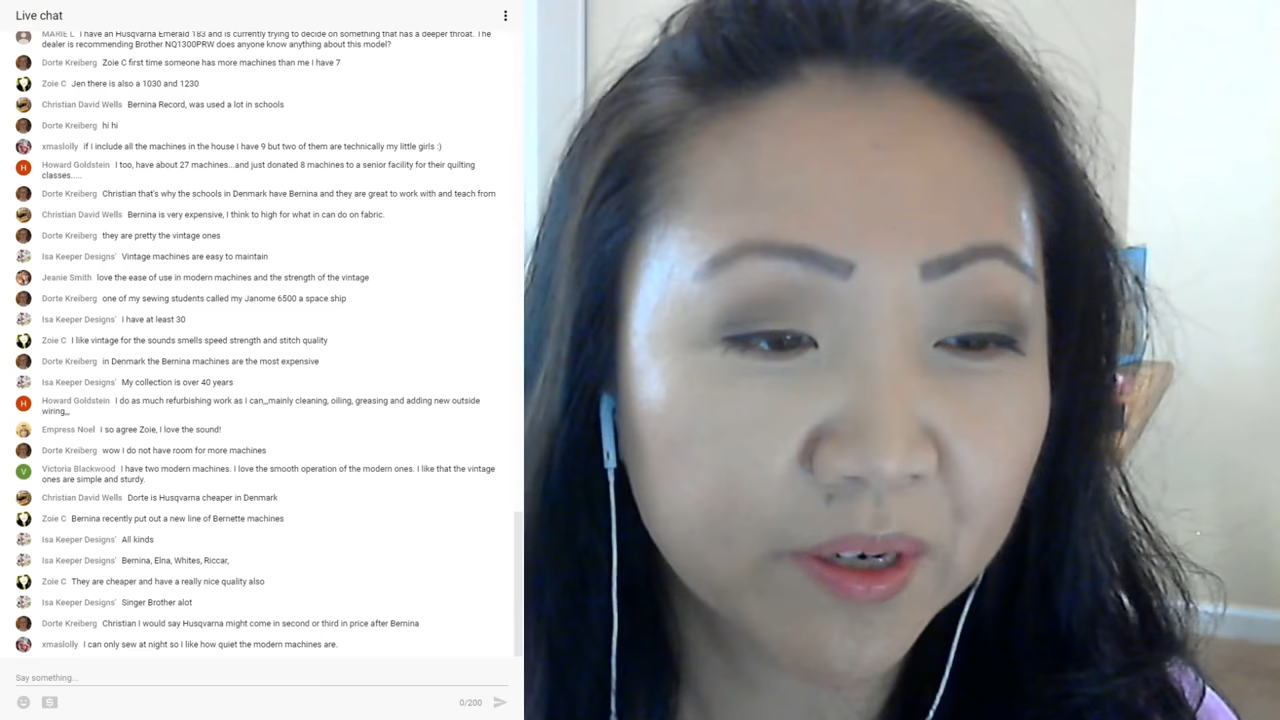 Live chat
MARIE L I have an Husqvarna Emerald 183 and is currently trying to decide on something that has a deeper throat. The
dealer is recommending Brother NQ1300PRW does anyone know anything about this model?
Dorte Kreiberg Zoie C first time someone has more machines than me I have 7
Zoie C Jen there is also a 1030 and 1230
Christian David Wells Bernina Record, was used a lot in schools
Dorte Kreiberg hi hi
xmaslolly if I include all the machines in the house I have 9 but two of them are technically my little girls :)
H Howard Goldstein I too, have about 27 machines...and just donated 8 machines to a senior facility for their quilting
classes.....
Dorte Kreiberg Christian that's why the schools in Denmark have Bernina and they are great to work with and teach from
Christian David Wells Bernina is very expensive, I think to high for what in can do on fabric.
Dorte Kreiberg they are pretty the vintage ones
Isa Keeper Designs' Vintage machines are easy to maintain
Jeanie Smith love the ease of use in modern machines and the strength of the vintage
Dorte Kreiberg one of my sewing students called my Janome 6500 a space ship
Isa Keeper Designs' I have at least 30
Zoie C I like vintage for the sounds smells speed strength and stitch quality
Dorte Kreiberg in Denmark the Bernina machines are the most expensive
Isa Keeper Designs' My collection is over 40 years
H Howard Goldstein I do as much refurbishing work as I can,,,mainly cleaning, oiling, greasing and adding new outside
wiring,,,
Empress Noel I so agree Zoie, I love the sound!
Dorte Kreiberg wow I do not have room for more machines
V Victoria Blackwood I have two modern machines. I love the smooth operation of the modern ones. I like that the vintage
ones are simple and sturdy.
Christian David Wells Dorte is Husqvarna cheaper in Denmark
Zoie C Bernina recently put out a new line of Bernette machines
Isa Keeper Designs' All kinds
Isa Keeper Designs' Bernina, Elna, Whites, Riccar,
Zoie C They are cheaper and have a really nice quality also
Isa Keeper Designs' Singer Brother alot
Dorte Kreiberg Christian I would say Husqvarna might come in second or third in price after Bernina
xmaslolly I can only sew at night so I like how quiet the modern machines are.
Say something...
0/200